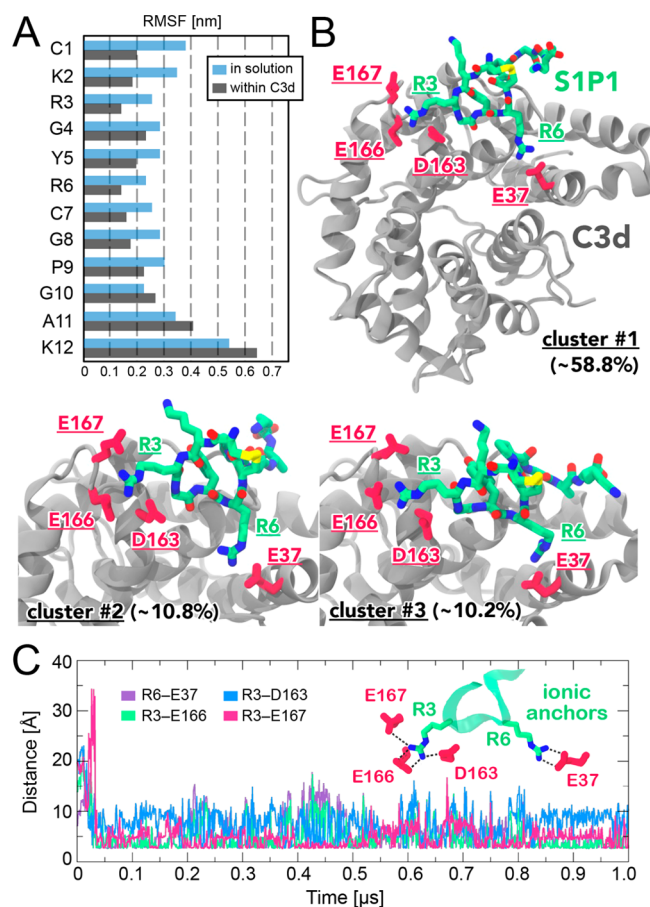 A
RMSF [nm]
in solution
within C3d
C1
K2
R3
G4
Y5
R6
C7
G8
P9
G10
A11
K12
0 0.1 0.2 0.3 0.4 0.5 0.6 0.7
B
E167
R3
S1P1
E166
D163
R6
E37
C3d
cluster #1
(~58.8%)
E167
R3
E166
D163
R6
E37
cluster #2 (~10.8%)
E167
R3
E166
D163
R6
E37
cluster #3 (~10.2%)
C
Distance [Å]
40
30
20
10
0
R6–E37
R3–D163
R3–E166
R3–E167
E167
R3
R6
ionic
anchors
E166
D163
E37
0 0.1 0.2 0.3 0.4 0.5 0.6 0.7 0.8 0.9 1.0
Time [µs]